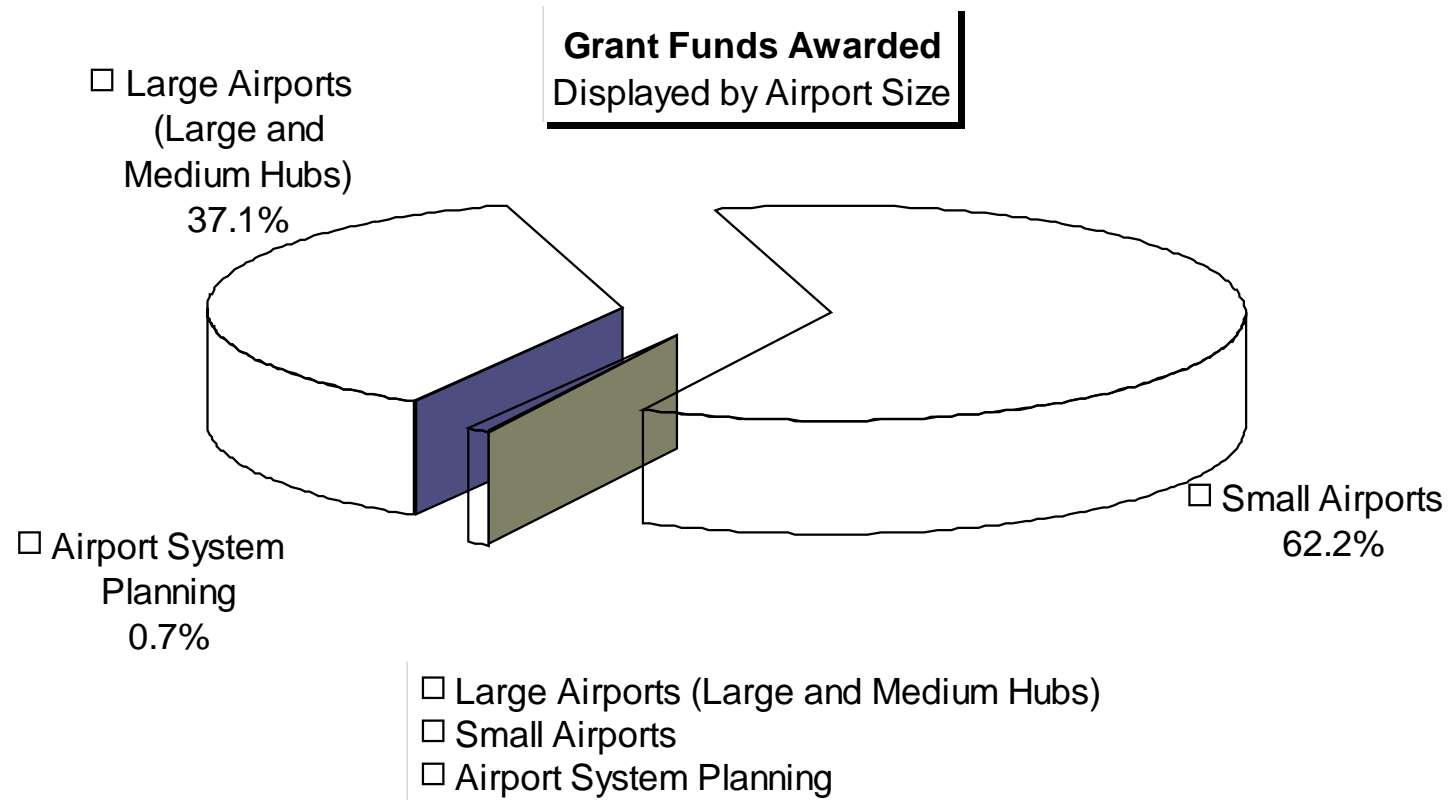 Grant Funds Awarded
Displayed by Airport Size
Large Airports
(Large and
Medium Hubs)
37.1%
Small Airports
62.2%
Airport System
Planning
0.7%
Large Airports (Large and Medium Hubs)
Small Airports
Airport System Planning